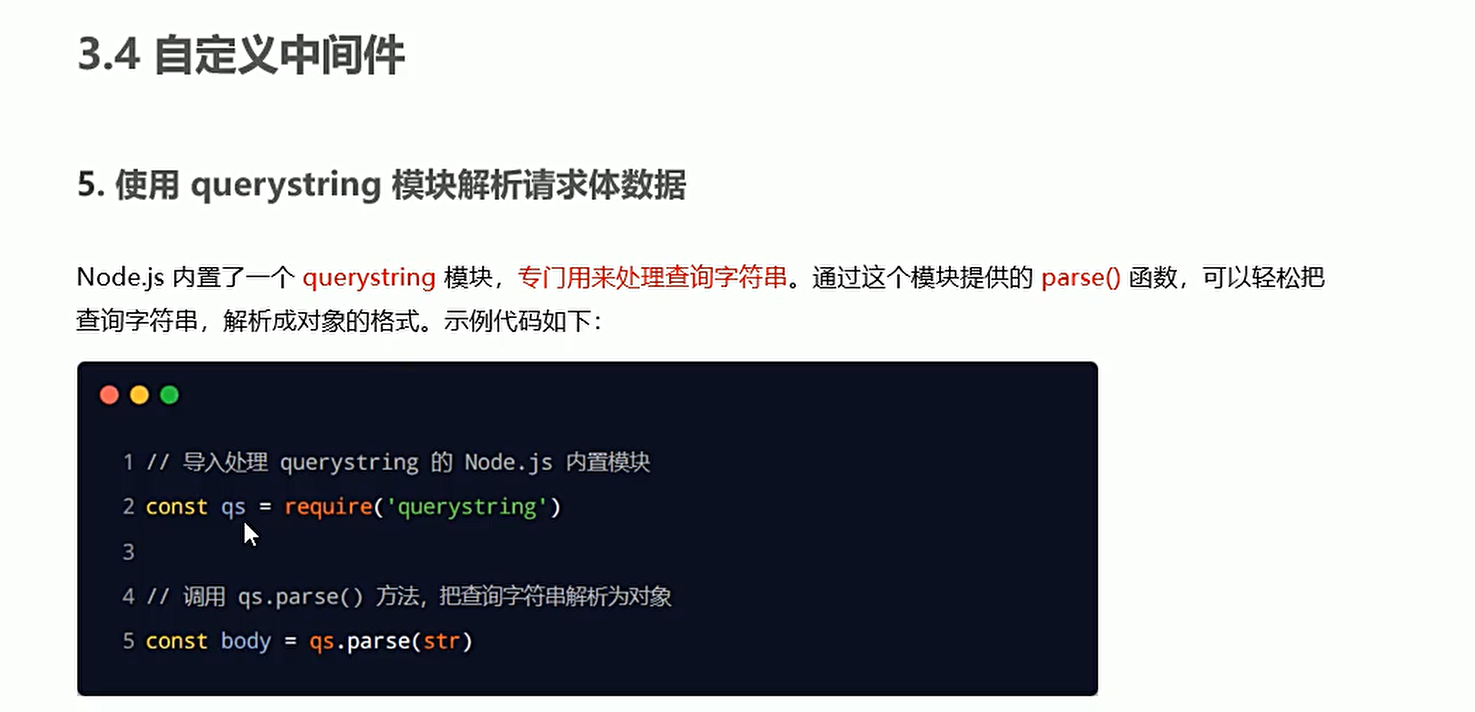 3.4 自定义中间件
5. 使用 querystring 模块解析请求体数据
Node.js 内置了一个 querystring 模块，专门用来处理查询字符串。通过这个模块提供的 parse() 函数，可以轻松把
查询字符串，解析成对象的格式。示例代码如下：
1 // 导入处理 querystring 的 Node.js 内置模块
2 const qs = require('querystring')
3
4 // 调用 qs.parse() 方法，把查询字符串解析为对象
5 const body = qs.parse(str)